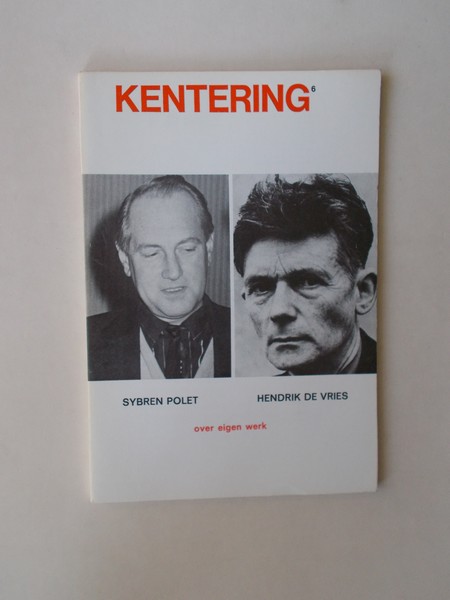 KENTERING 6
SYBREN POLET HENDRIK DE VRIES
over eigen werk